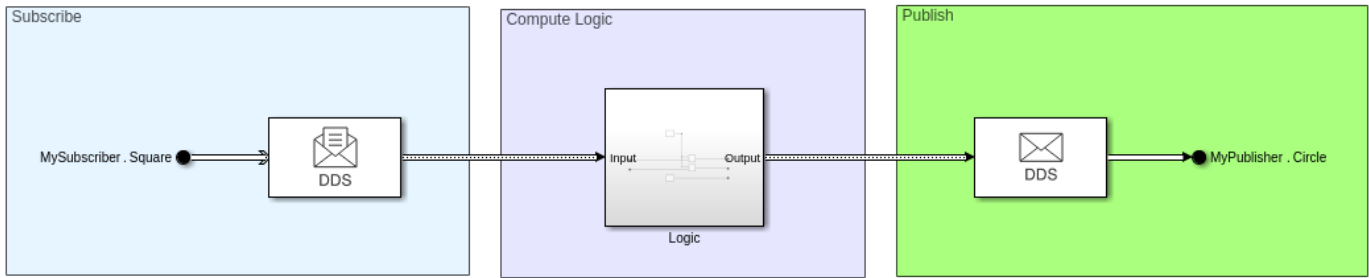 Subscribe
Compute Logic
Publish
MySubscriber . Square
DDS
Input
Output
Logic
DDS
MyPublisher . Circle